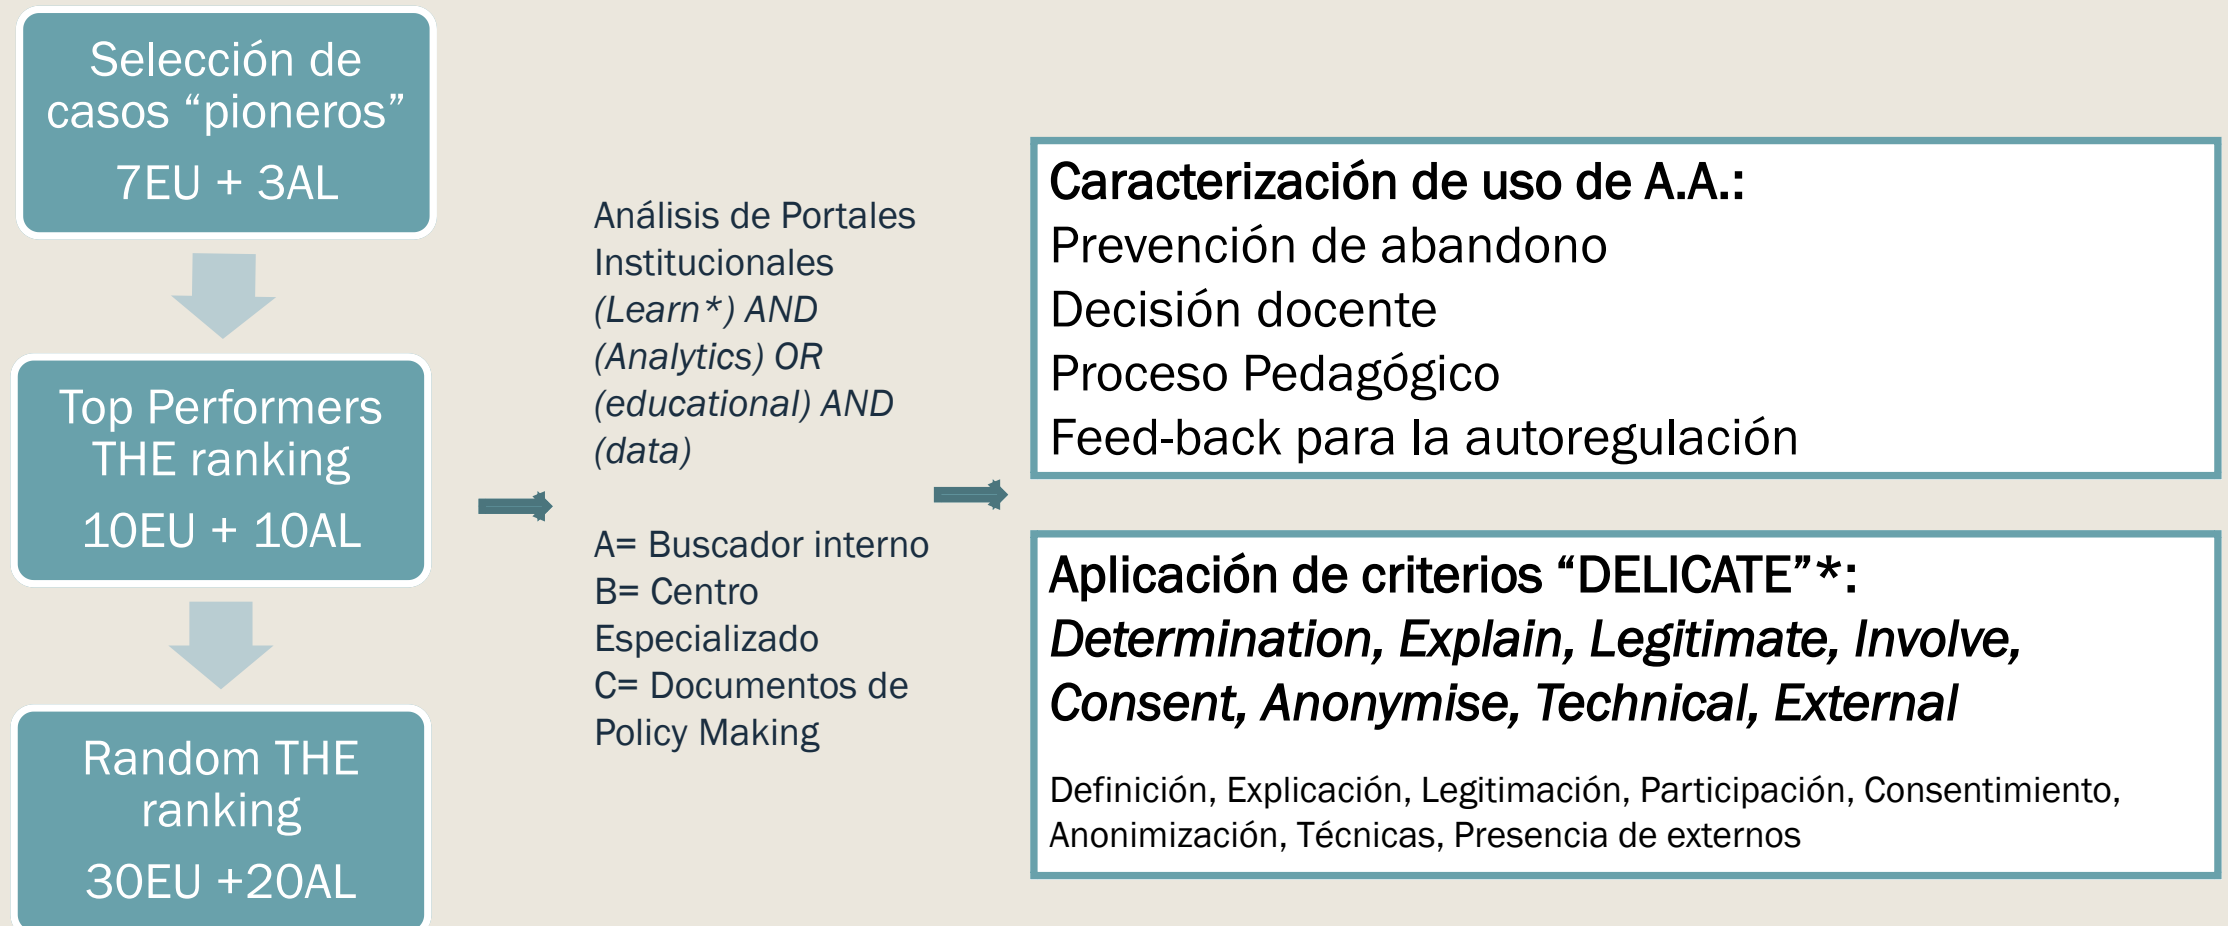 Selección de
casos “pioneros”
7EU + 3AL
Top Performers
THE ranking
10EU + 10AL
Random THE
ranking
30EU +20AL
Análisis de Portales
Institucionales
(Learn*) AND
(Analytics) OR
(educational) AND
(data)
A= Buscador interno
B= Centro
Especializado
C= Documentos de
Policy Making
Caracterización de uso de A.A.:
Prevención de abandono
Decisión docente
Proceso Pedagógico
Feed-back para la autoregulación
Aplicación de criterios “DELICATE”*:
Determination, Explain, Legitimate, Involve,
Consent, Anonymise, Technical, External
Definición, Explicación, Legitimación, Participación, Consentimiento,
Anonimización, Técnicas, Presencia de externos